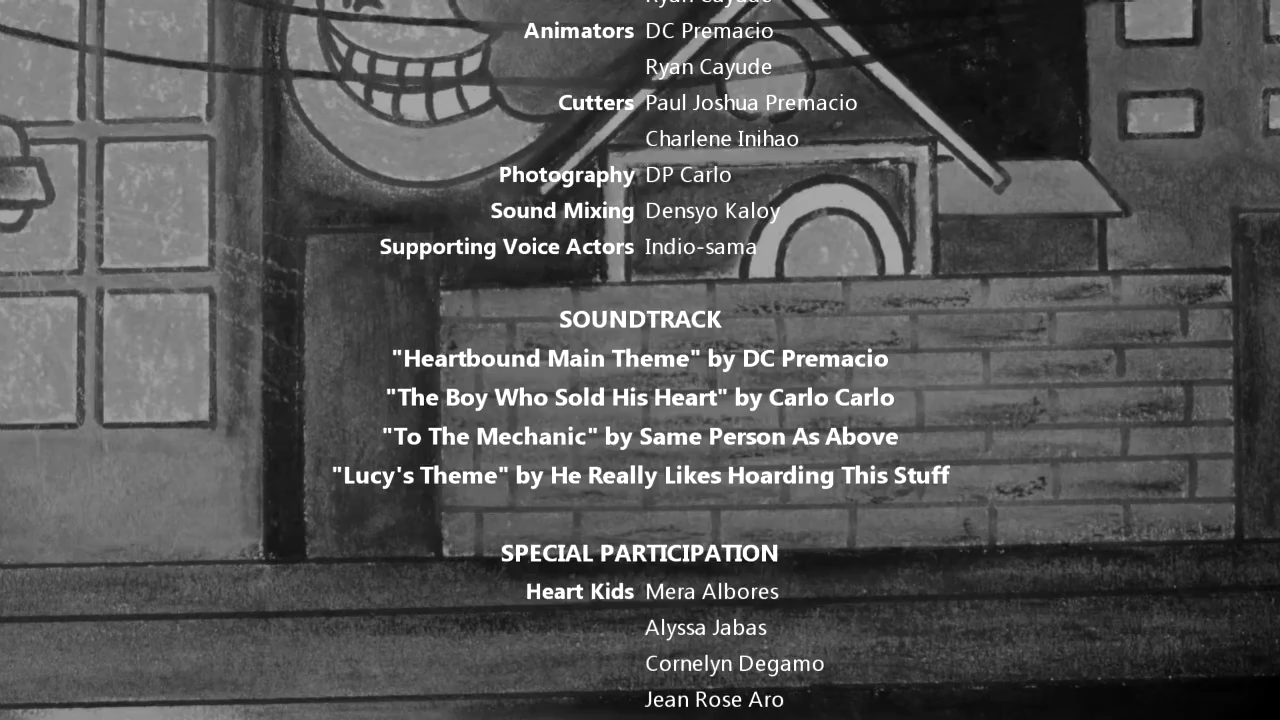 Ryan Cayude
Animators DC Premacio
Ryan Cayude
Cutters Paul Joshua Premacio
Charlene Inihao
Photography DP Carlo
Sound Mixing Densyo Kaloy
Supporting Voice Actors Indio-sama
SOUNDTRACK
"Heartbound Main Theme" by DC Premacio
"The Boy Who Sold His Heart" by Carlo Carlo
"To The Mechanic" by Same Person As Above
"Lucy's Theme" by He Really Likes Hoarding This Stuff
SPECIAL PARTICIPATION
Heart Kids Mera Albores
Alyssa Jabas
Cornelyn Degamo
Jean Rose Aro